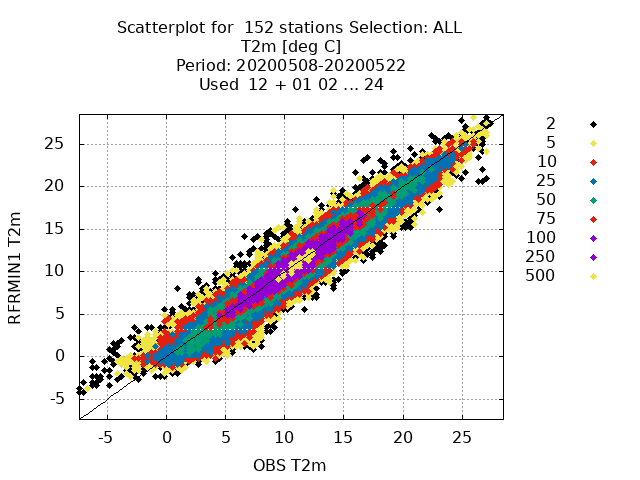 Scatterplot for  152 stations Selection: ALL
T2m [deg C]
Period: 20200508-20200522
Used  12 + 01 02 ... 24
RFRMIN1 T2m
25
20
15
10
5
0
-5
-5 0 5 10 15 20 25
OBS T2m
2
5
10
25
50
75
100
250
500